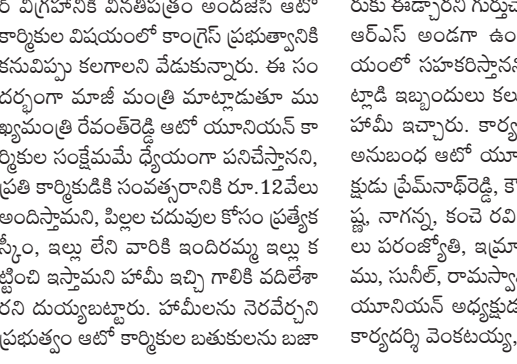 ర్ విగ్రహానికి వినతిపత్రం అందజేసి ఆటో
కార్మికుల విషయంలో కాంగ్రెస్ ప్రభుత్వానికి
కనువిప్పు కలగాలని వేడుకున్నారు. ఈ సం
దర్భంగా మాజీ మంత్రి మాట్లాడుతూ ము
ఖ్యమంత్రి రేవంత్‌రెడ్డి ఆటో యూనియన్ కా
ర్మికుల సంక్షేమమే ధ్యేయంగా పనిచేస్తానని,
ప్రతి కార్మికుడికి సంవత్సరానికి రూ.12వేలు
అందిస్తామని, పిల్లల చదువుల కోసం ప్రత్యేక
స్కీం, ఇల్లు లేని వారికి ఇందిరమ్మ ఇల్లు క
ట్టించి ఇస్తామని హామీ ఇచ్చి గాలికి వదిలేశా
రని దుయ్యబట్టారు. హామీలను నెరవేర్చని
ప్రభుత్వం ఆటో కార్మికుల బతుకులను బజా
రుకు ఈడ్చారని గుర్తుచే
ఆర్ఎస్ అండగా ఉం
యంలో సహకరిస్తానని
ట్లాడి ఇబ్బందులు కలు
హామీ ఇచ్చారు. కార్య
అనుబంధ ఆటో యూ
క్షుడు ప్రేమ్‌నాథ్‌రెడ్డి, కౌ
ష్ణ, నాగన్న, కంచె రవి
లు పరంజ్యోతి, ఇమ్రా
ము, సునీల్, రామస్వా
యూనియన్ అధ్యక్షుడ
కార్యదర్శి వెంకటయ్య,